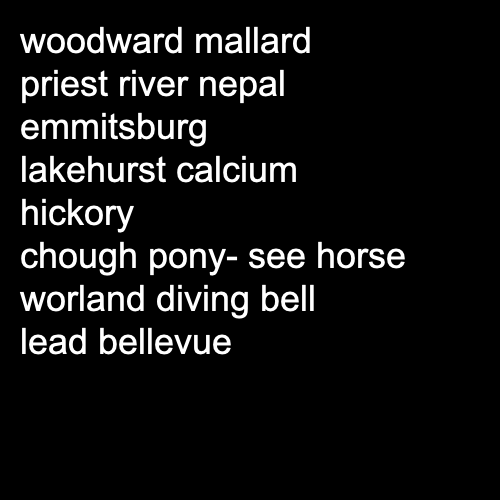 woodward mallard
priest river nepal
emmitsburg
lakehurst calcium
hickory
chough pony- see horse
worland diving bell
lead bellevue